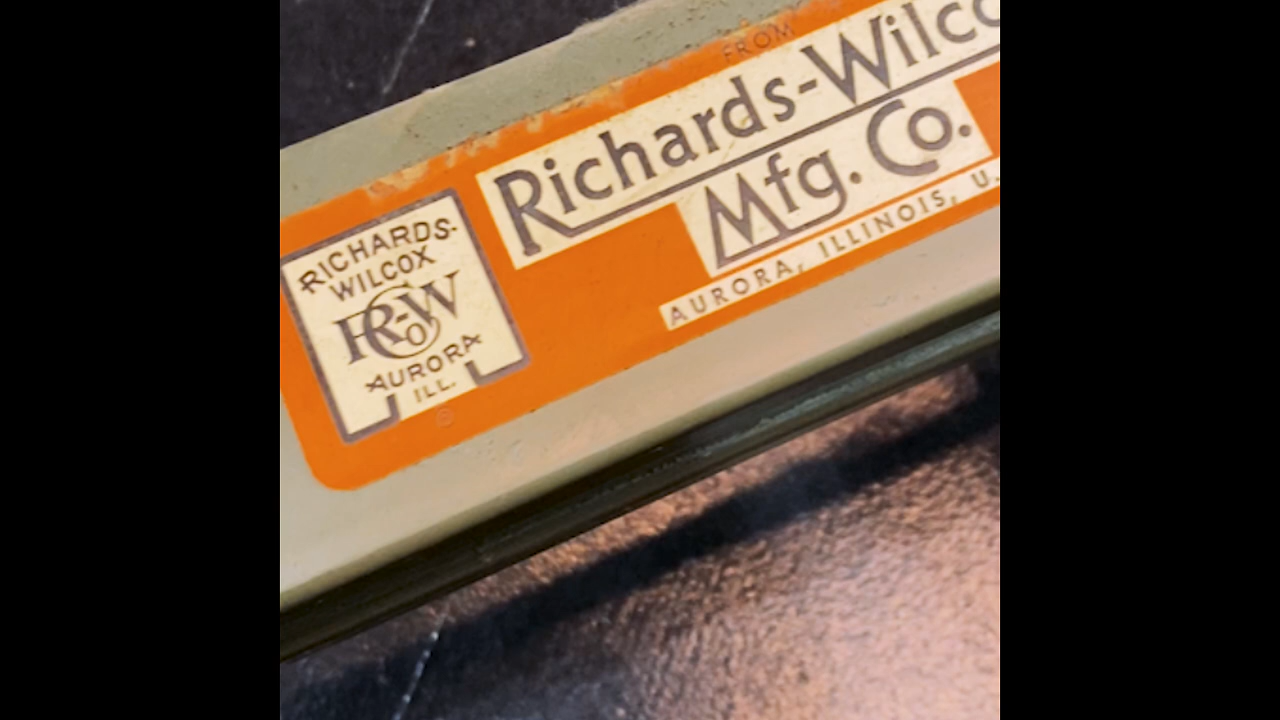 RICHARDS-
WILCOX
R-W
Co
AURORA
ILL.
FROM
Richards-Wilco
Mfg. Co.
AURORA, ILLINOIS, U.